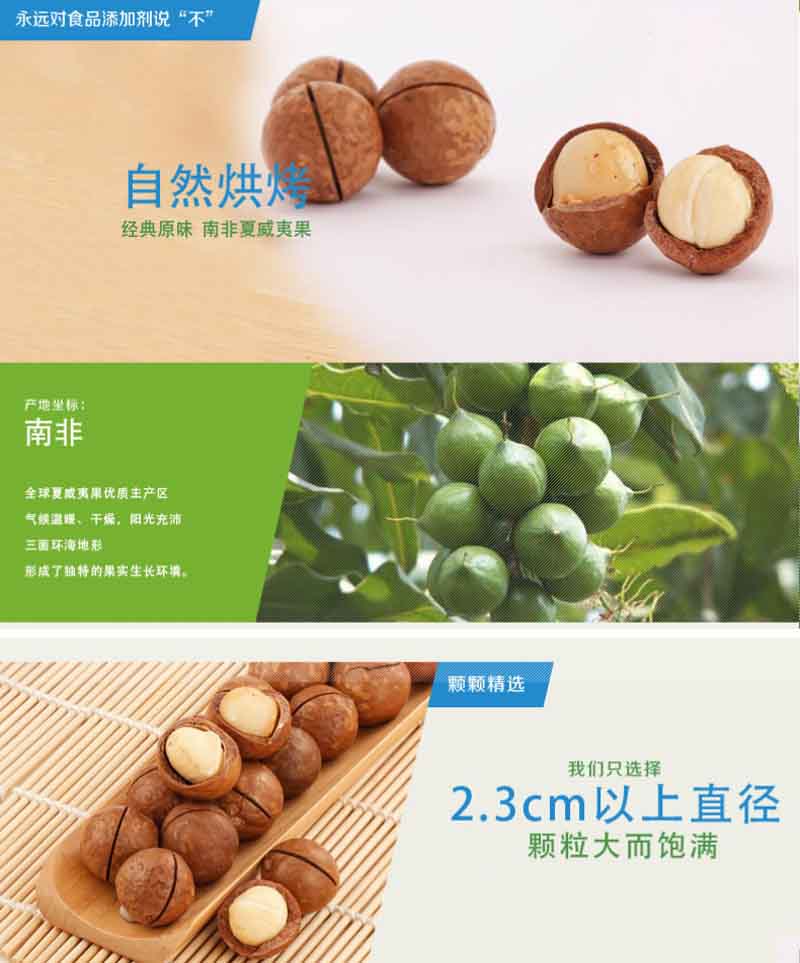 永远对食品添加剂说“不”
自然烘烤
经典原味 南非夏威夷果
产地坐标：
南非
全球夏威夷果优质主产区
气候温暖、干燥，阳光充沛
三面环海地形
形成了独特的果实生长环境。
颗颗精选
我们只选择
2.3cm以上直径
颗粒大而饱满